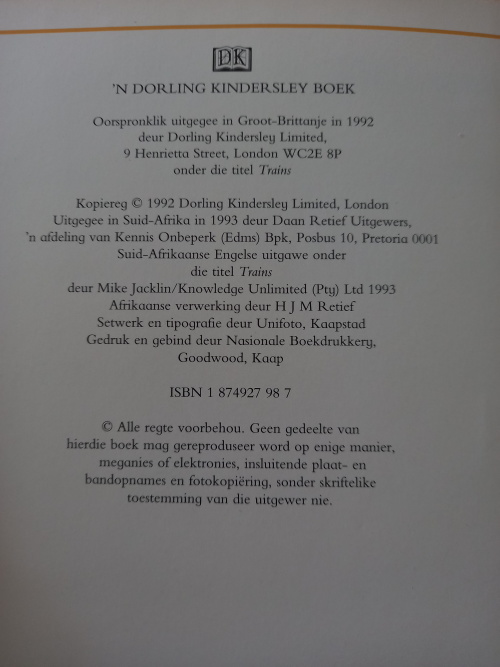 DK
'N DORLING KINDERSLEY BOEK
Oorspronklik uitgegee in Groot-Brittanje in 1992
deur Dorling Kindersley Limited,
9 Henrietta Street, London WC2E 8P
onder die titel Trains
Kopiereg © 1992 Dorling Kindersley Limited, London
Uitgegee in Suid-Afrika in 1993 deur Daan Retief Uitgewers,
'n afdeling van Kennis Onbeperk (Edms) Bpk, Posbus 10, Pretoria 0001
Suid-Afrikaanse Engelse uitgawe onder
die titel Trains
deur Mike Jacklin/Knowledge Unlimited (Pty) Ltd 1993
Afrikaanse verwerking deur H J M Retief
Setwerk en tipografie deur Unifoto, Kaapstad
Gedruk en gebind deur Nasionale Boekdrukkery,
Goodwood, Kaap
ISBN 1 874927 98 7
© Alle regte voorbehou. Geen gedeelte van
hierdie boek mag gereproduseer word op enige manier,
meganies of elektronies, insluitende plaat- en
bandopnames en fotokopiëring, sonder skriftelike
toestemming van die uitgewer nie.